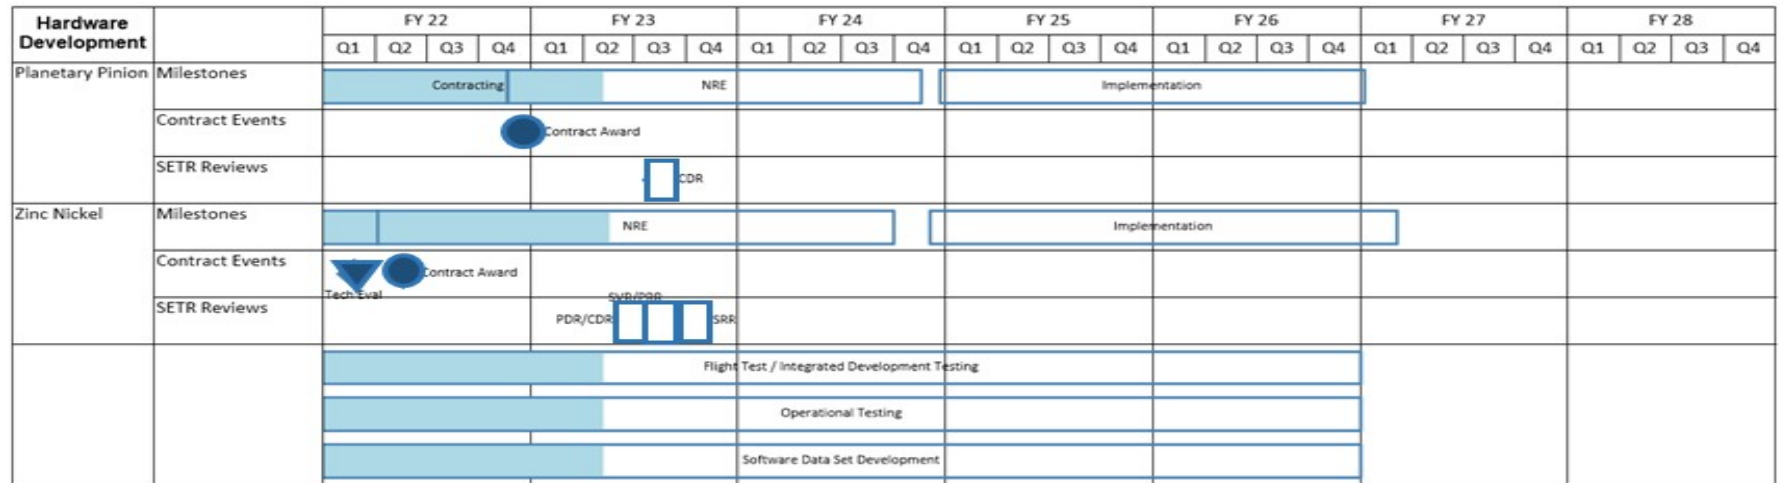 Hardware Development FY 22 FY 23 FY 24 FY 25 FY 26 FY 27 FY 28
Q1 Q2 Q3 Q4 Q1 Q2 Q3 Q4 Q1 Q2 Q3 Q4 Q1 Q2 Q3 Q4 Q1 Q2 Q3 Q4 Q1 Q2 Q3 Q4 Q1 Q2 Q3 Q4
Planetary Pinion Milestones Contracting NRE Implementation
Contract Events Contract Award
SETR Reviews CDR
Zinc Nickel Milestones NRE Implementation
Contract Events Contract Award
Tech Eval SVR/PRR
SETR Reviews PDR/CDR SRR
Flight Test / Integrated Development Testing
Operational Testing
Software Data Set Development